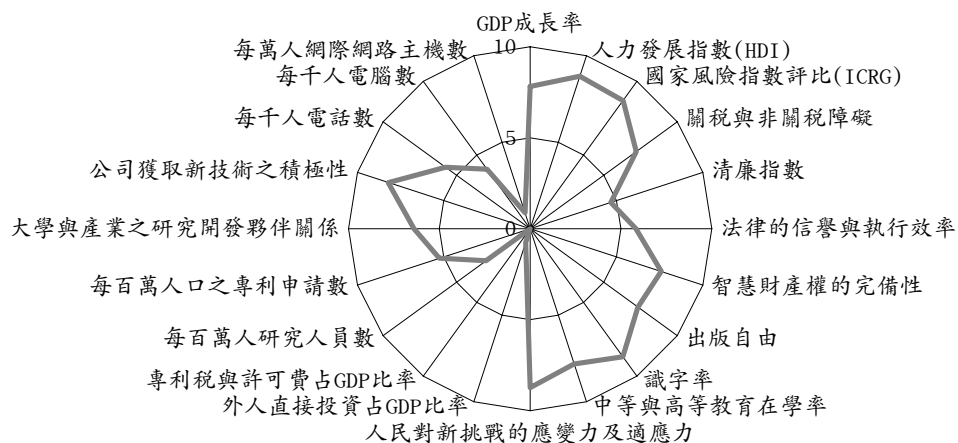 GDP成長率
10
每萬人網際網路主機數
人力發展指數(HDI)
每千人電腦數
國家風險指數評比(ICRG)
每千人電話數
5
關稅與非關稅障礙
公司獲取新技術之積極性
清廉指數
大學與產業之研究開發夥伴關係
0
法律的信譽與執行效率
每百萬人口之專利申請數
智慧財產權的完備性
每百萬人研究人員數
出版自由
專利稅與許可費占GDP比率
識字率
外人直接投資占GDP比率
中等與高等教育在學率
人民對新挑戰的應變力及適應力